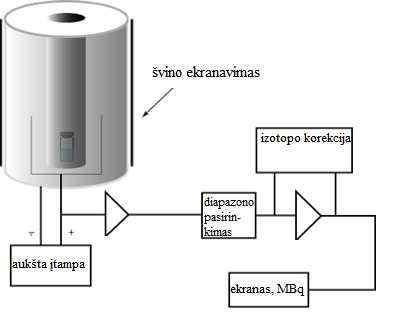 švino ekranavimas
izotopo korekcija
diapazono
pasirin-
kimas
+
aukšta įtampa
ekranas, MBq